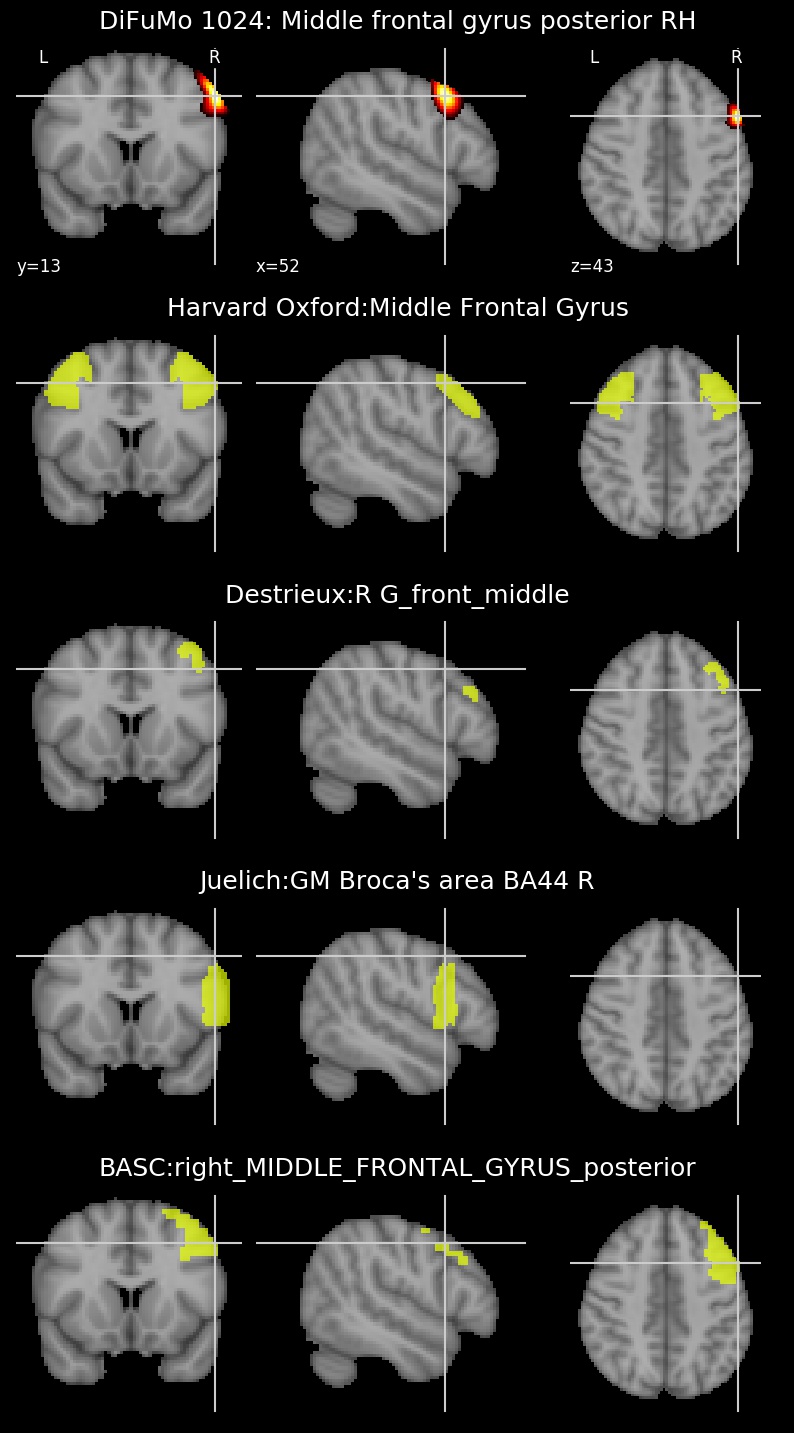 DiFuMo 1024: Middle frontal gyrus posterior RH
L R L R
y=13 x=52 z=43
Harvard Oxford:Middle Frontal Gyrus
Destrieux:R G_front_middle
Juelich:GM Broca's area BA44 R
BASC:right_MIDDLE_FRONTAL_GYRUS_posterior